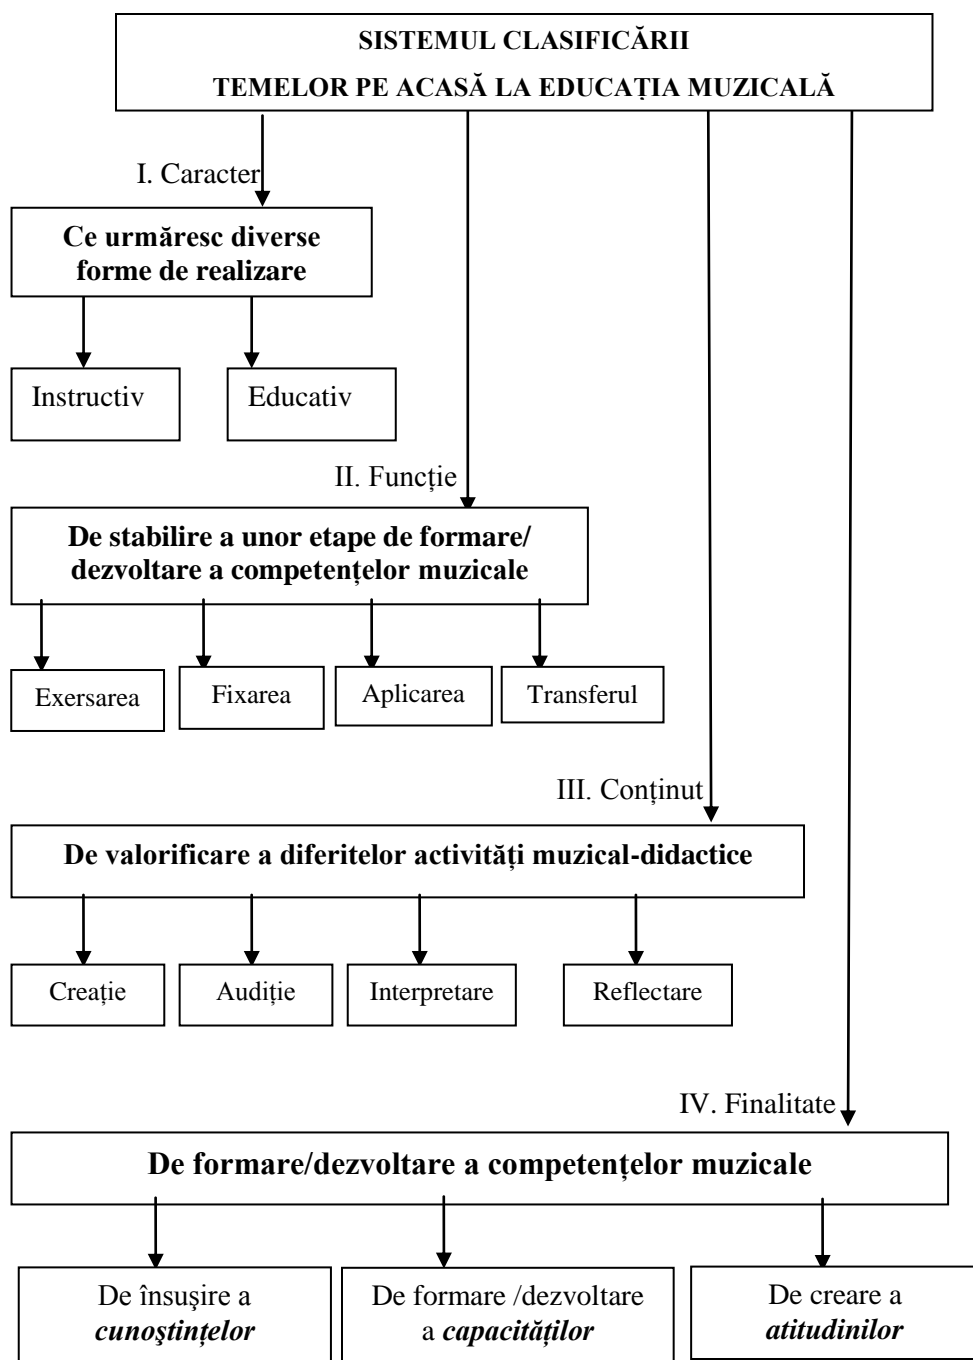 SISTEMUL CLASIFICĂRII
TEMELOR PE ACASĂ LA EDUCAȚIA MUZICALĂ
I. Caracter
Ce urmăresc diverse
forme de realizare
Instructiv
Educativ
II. Funcție
De stabilire a unor etape de formare/
dezvoltare a competențelor muzicale
Exersarea
Fixarea
Aplicarea
Transferul
III. Conținut
De valorificare a diferitelor activități muzical-didactice
Creație
Audiție
Interpretare
Reflectare
IV. Finalitate
De formare/dezvoltare a competențelor muzicale
De însuşire a
cunoştințelor
De formare /dezvoltare
a capacităților
De creare a
atitudinilor